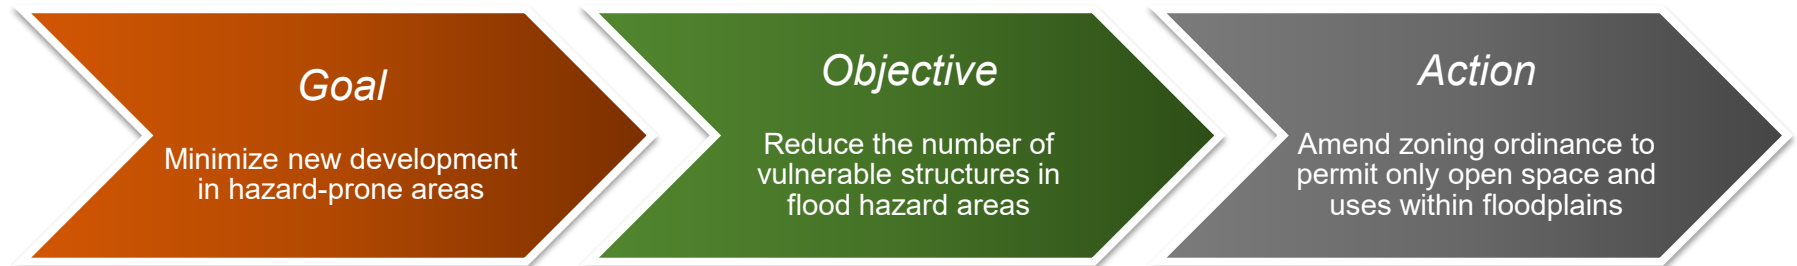 Goal
Minimize new development
in hazard-prone areas
Objective
Reduce the number of
vulnerable structures in
flood hazard areas
Action
Amend zoning ordinance to
permit only open space and
uses within floodplains